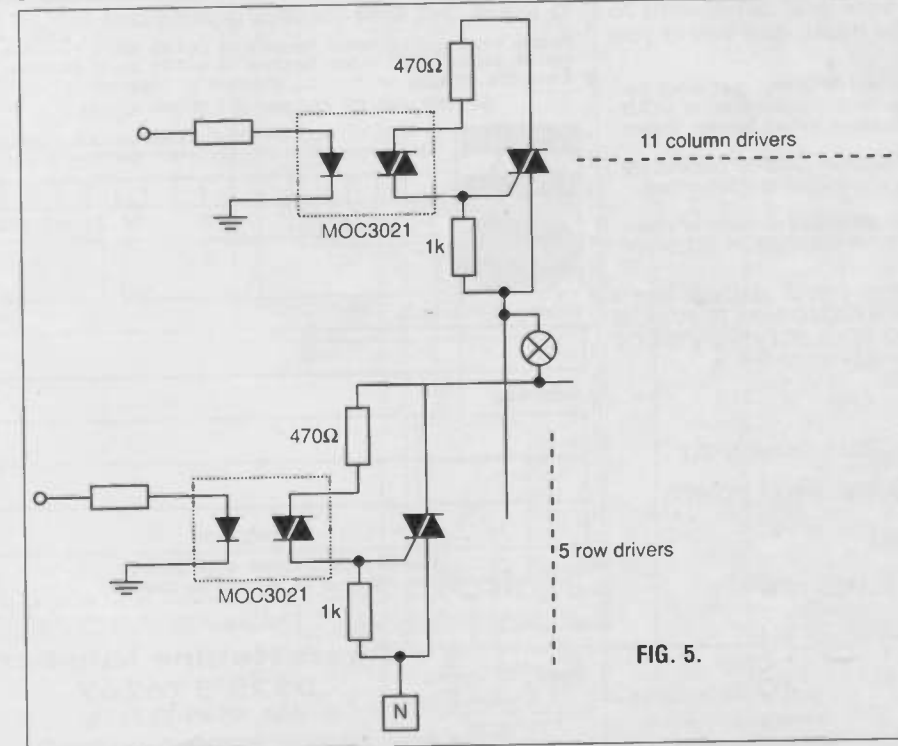 470Ω
11 column drivers
MOC3021
1k
470Ω
5 row drivers
MOC3021
1k
FIG. 5.
N